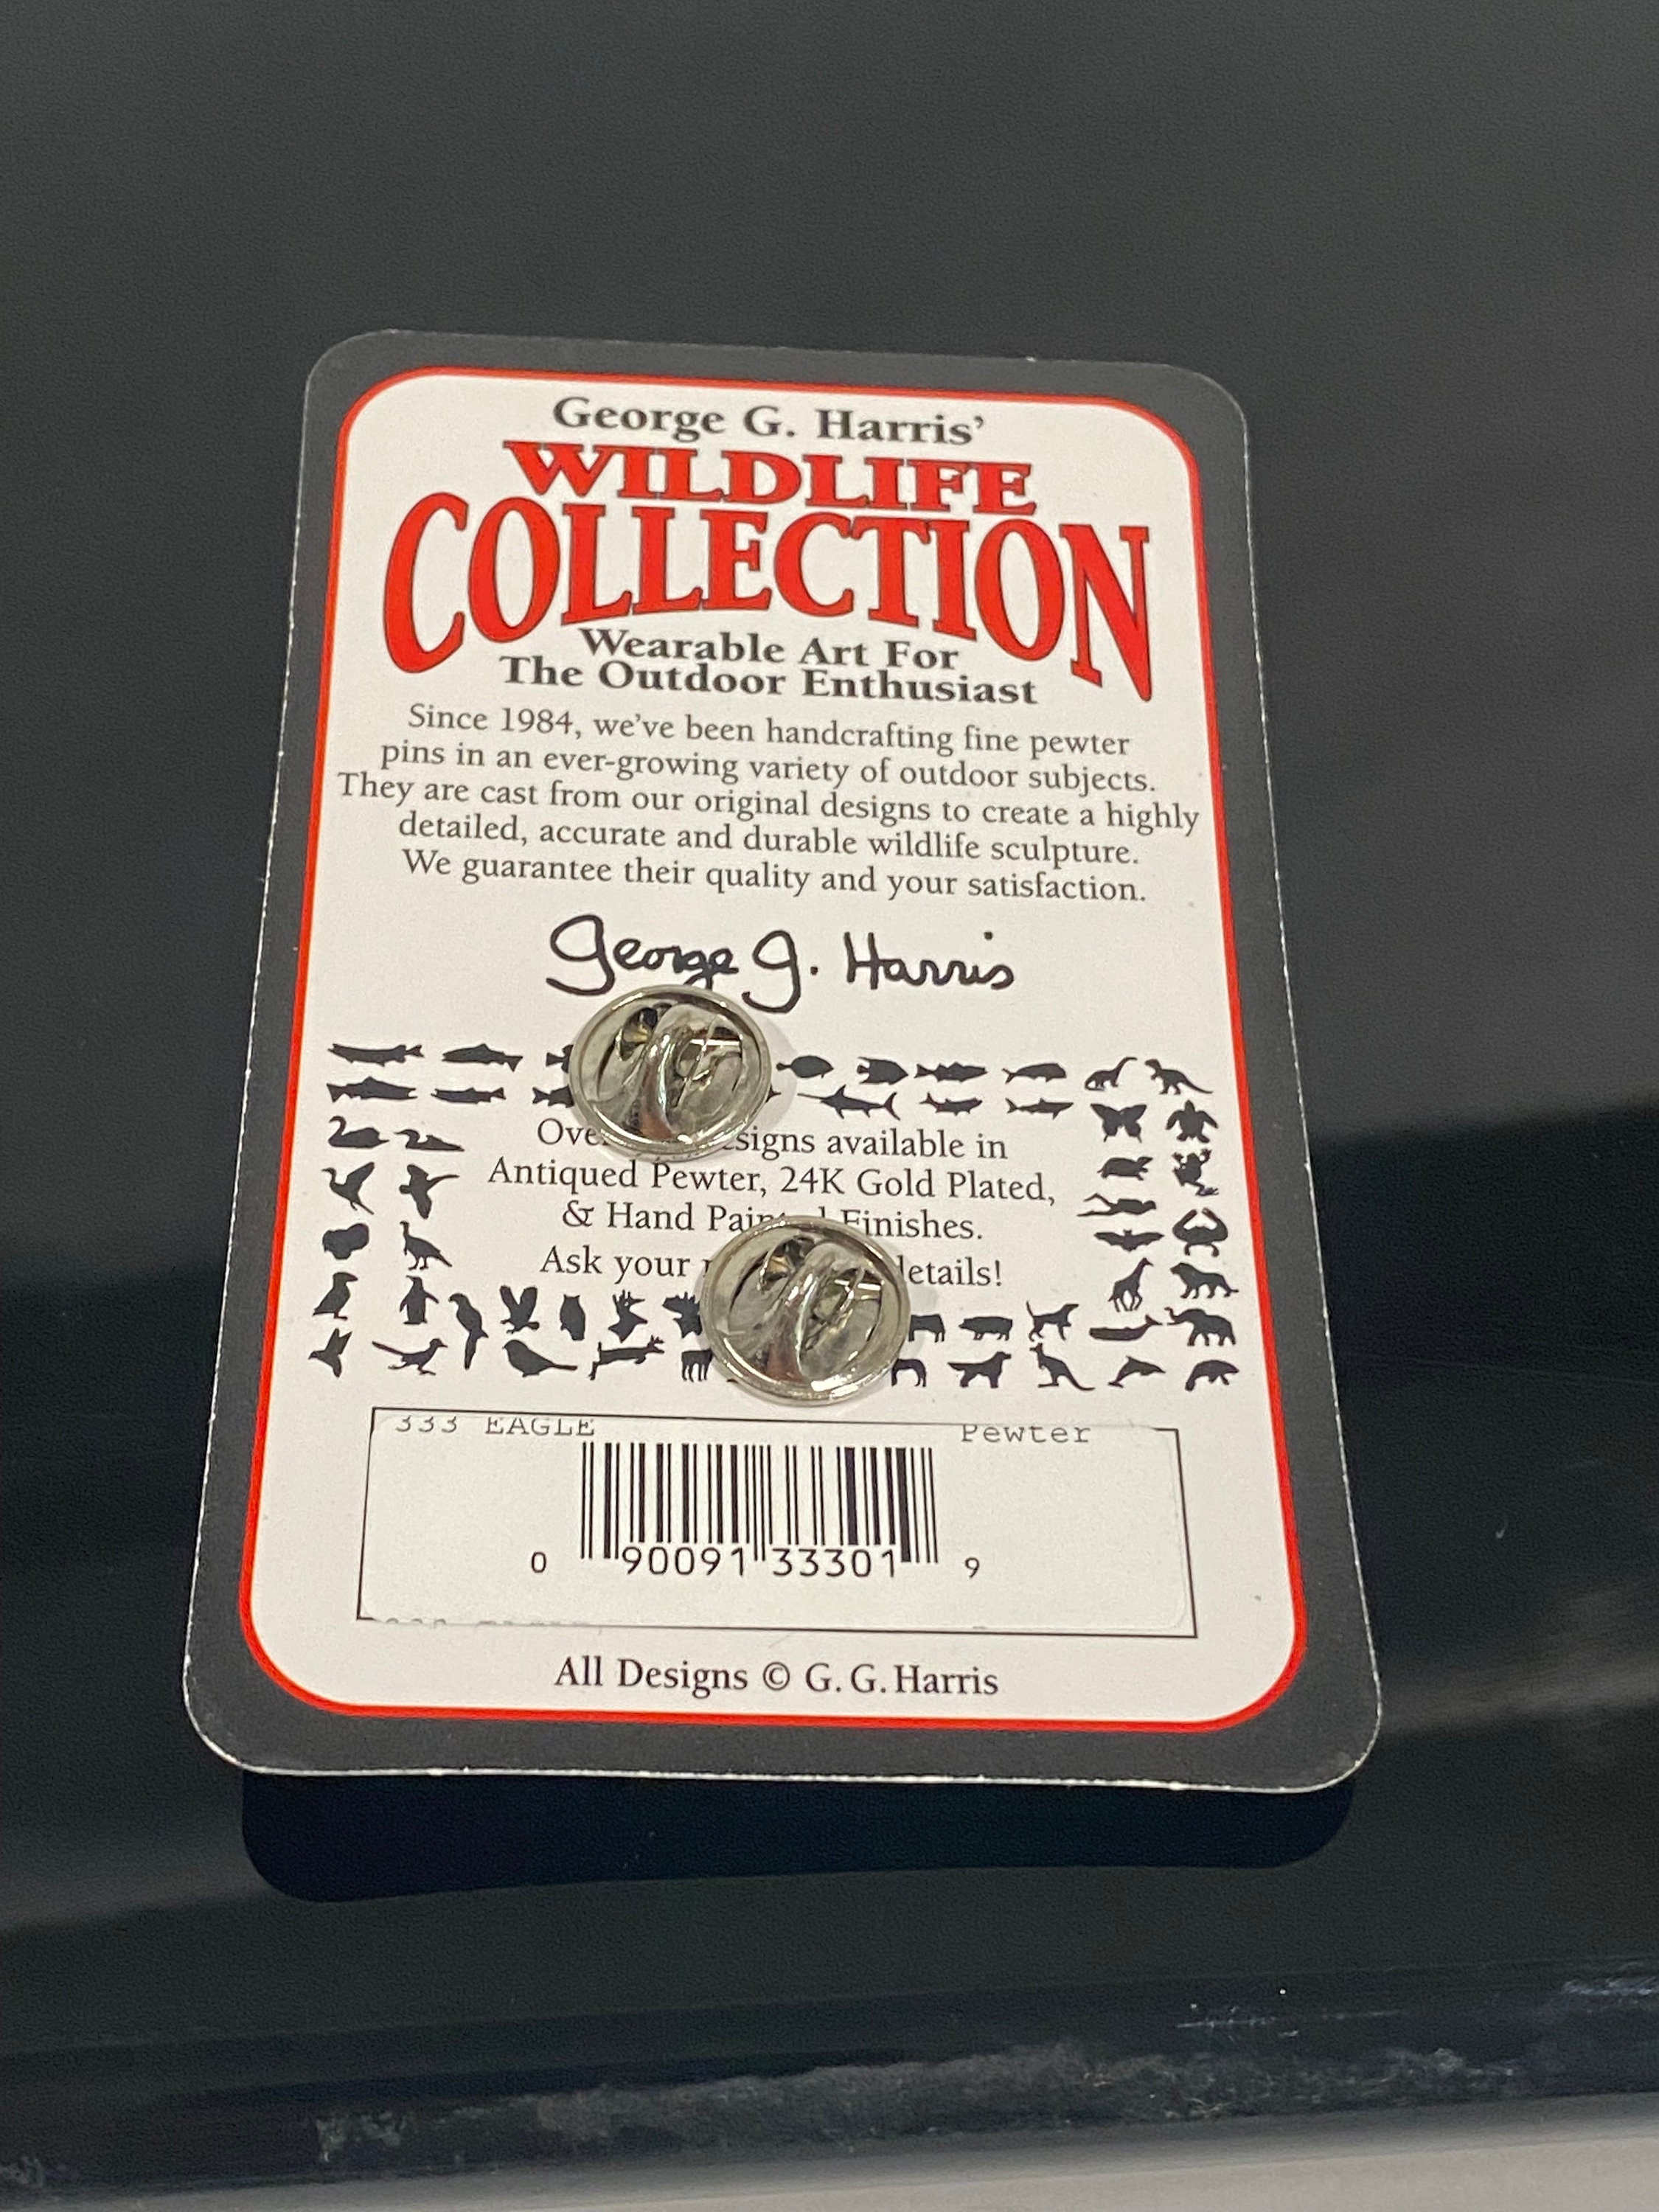 George G. Harris'
WILDLIFE
COLLECTION
Wearable Art For
The Outdoor Enthusiast
Since 1984, we've been handcrafting fine pewter
pins in an ever-growing variety of outdoor subjects.
They are cast from our original designs to create a highly
detailed, accurate and durable wildlife sculpture.
We guarantee their quality and your satisfaction.
George G. Harris
available in
Antiqued Pewter, 24K Gold Plated,
& Hand Finishes.
Ask your
333 EAGLE Pewter
0 90091 33301 9
All Designs © G. G. Harris